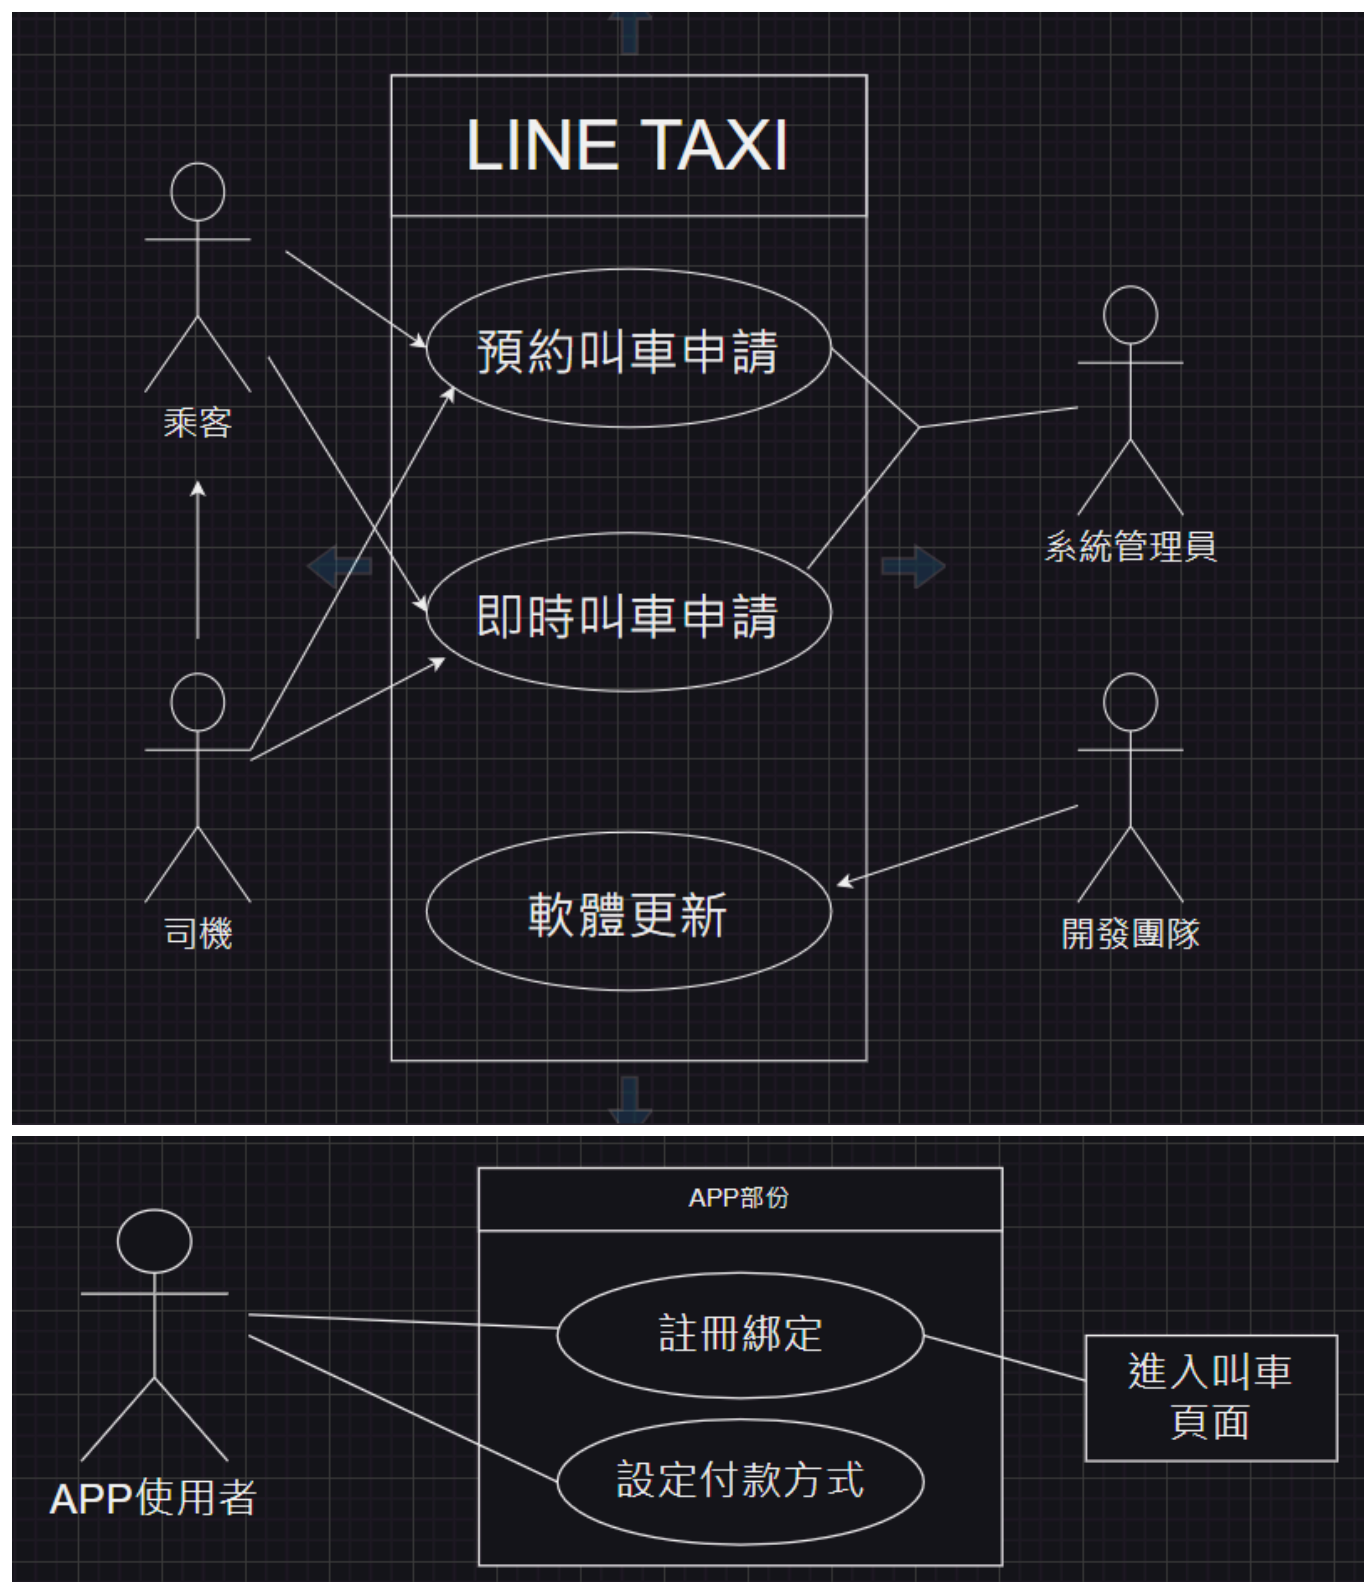 LINE TAXI
預約叫車申請
乘客
系統管理員
即時叫車申請
軟體更新
司機
開發團隊
APP部份
註冊綁定
進入叫車
頁面
設定付款方式
APP使用者